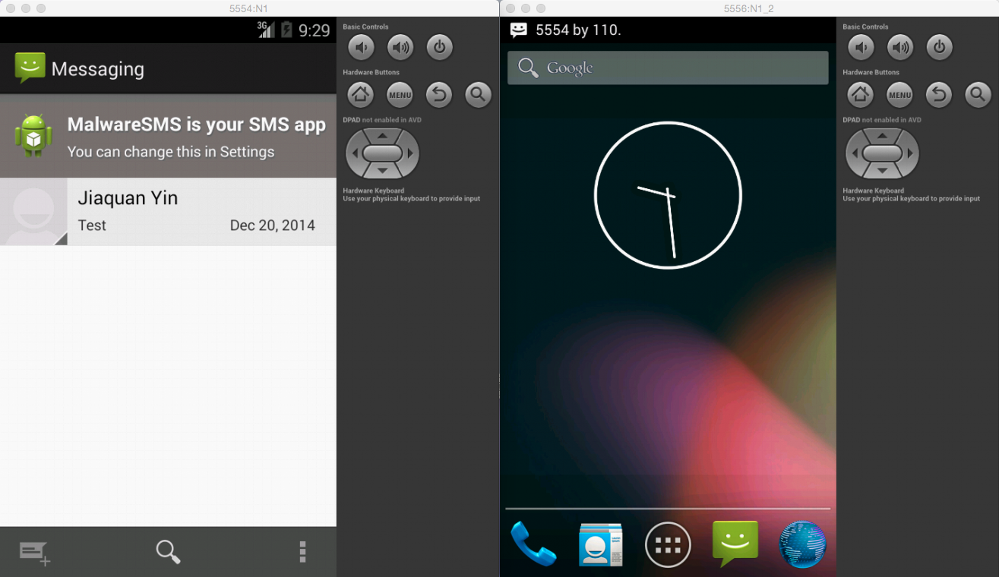 5554:N1
3G 9:29
Messaging
MalwareSMS is your SMS app
You can change this in Settings
Jiaquan Yin
Test Dec 20, 2014
Basic Controls
Hardware Buttons
MENU
DPAD not enabled in AVD
Hardware Keyboard
Use your physical keyboard to provide input
5556:N1_2
5554 by 110.
Google
Basic Controls
Hardware Buttons
MENU
DPAD not enabled in AVD
Hardware Keyboard
Use your physical keyboard to provide input